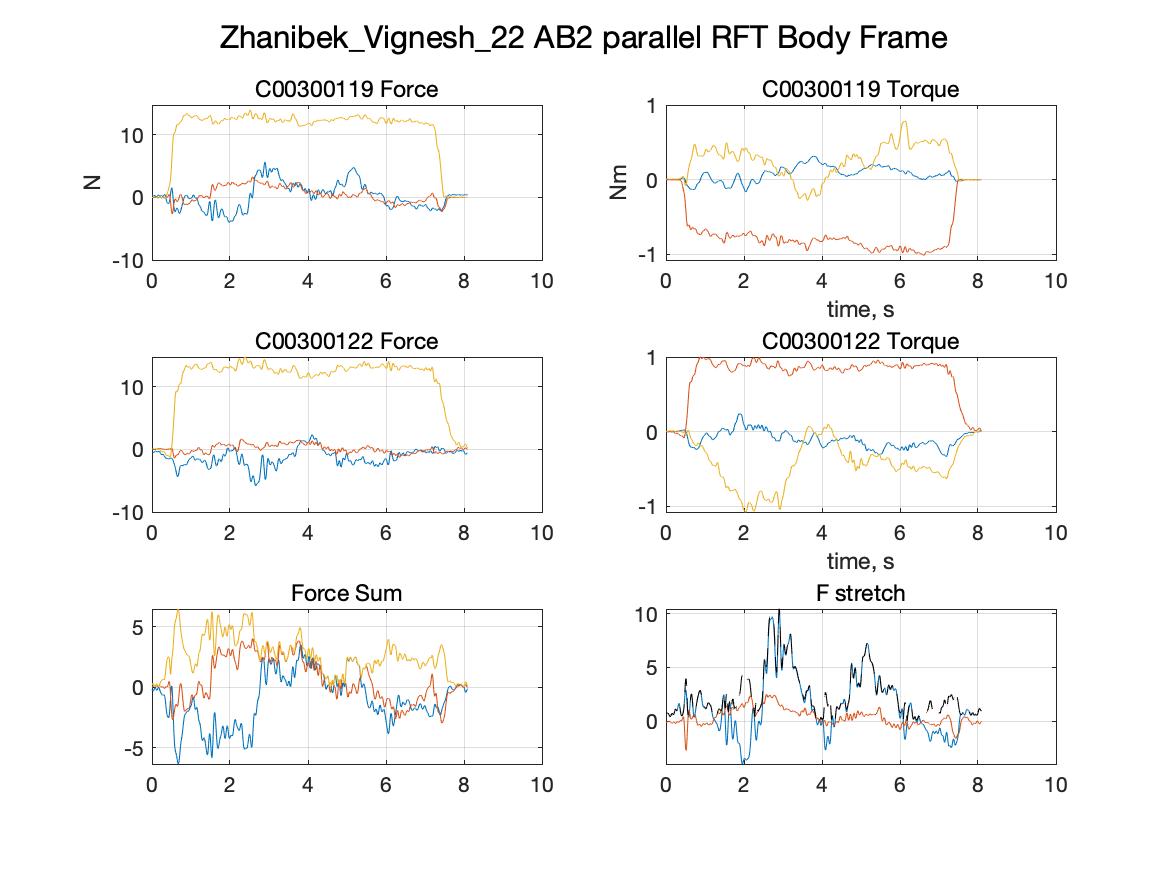 Zhanibek_Vignesh_22 AB2 parallel RFT Body Frame
C00300119 Force
N
10
0
-10
0 2 4 6 8 10
C00300119 Torque
Nm
1
0
-1
0 2 4 6 8 10
time, s
C00300122 Force
10
0
-10
0 2 4 6 8 10
C00300122 Torque
1
0
-1
0 2 4 6 8 10
time, s
Force Sum
5
0
-5
0 2 4 6 8 10
F stretch
10
5
0
0 2 4 6 8 10